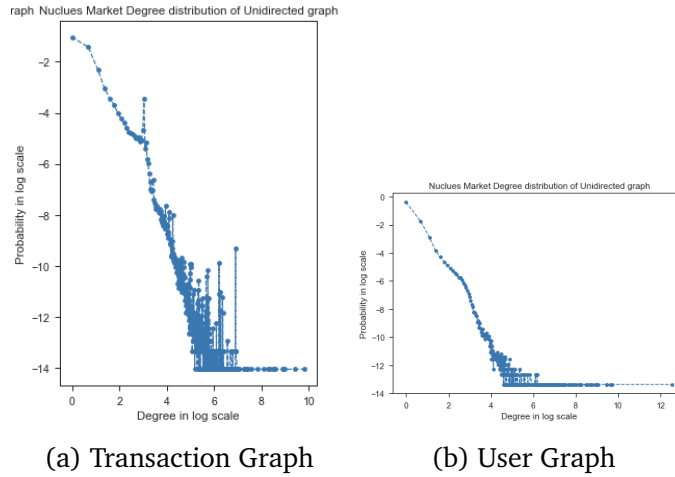 raph Nuclues Market Degree distribution of Unidirected graph
−2
−4
−6
−8
−10
−12
−14
Probability in log scale
0 2 4 6 8 10
Degree in log scale
(a) Transaction Graph
Nuclues Market Degree distribution of Unidirected graph
0
−2
−4
−6
−8
−10
−12
−14
Probability in log scale
0 2 4 6 8 10 12
Degree in log scale
(b) User Graph